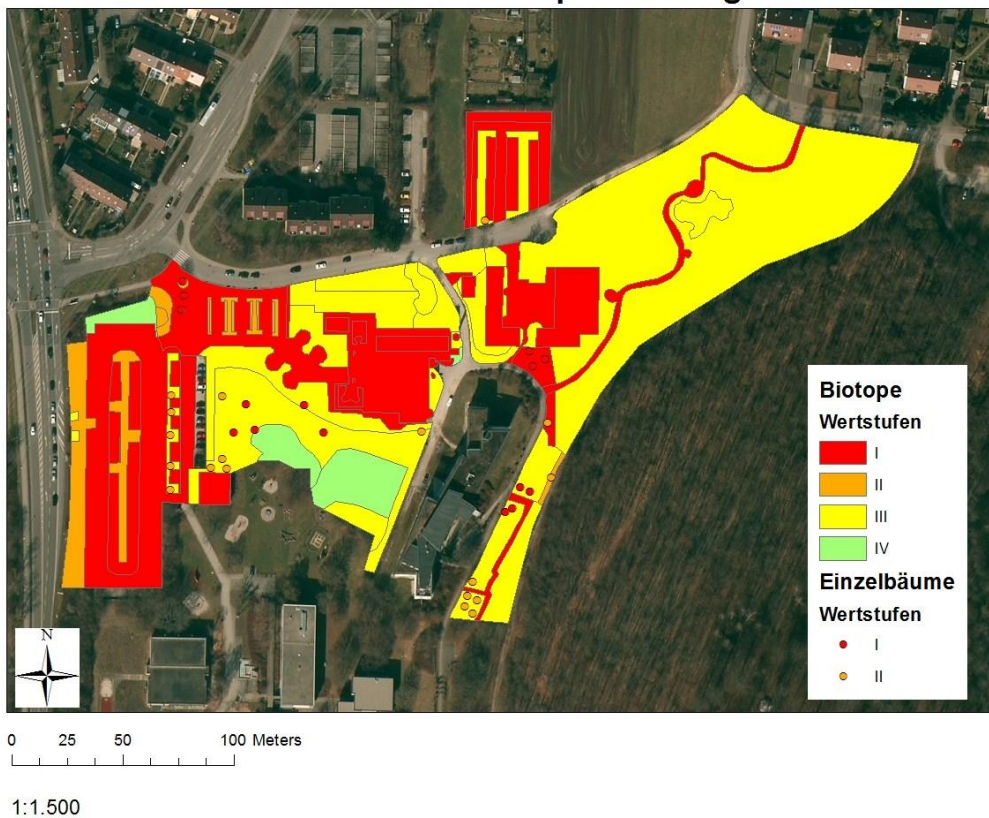 Biotope
Wertstufen
I
II
III
IV
Einzelbäume
Wertstufen
I
II
N
0 25 50 100 Meters
1:1.500